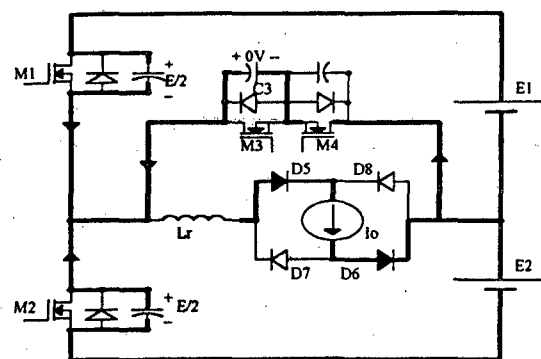 + 0V -
M1
+
E/2
-
C3
E1
M3
M4
D5
D8
Lr
Io
D7
D6
E2
M2
+
E/2
-